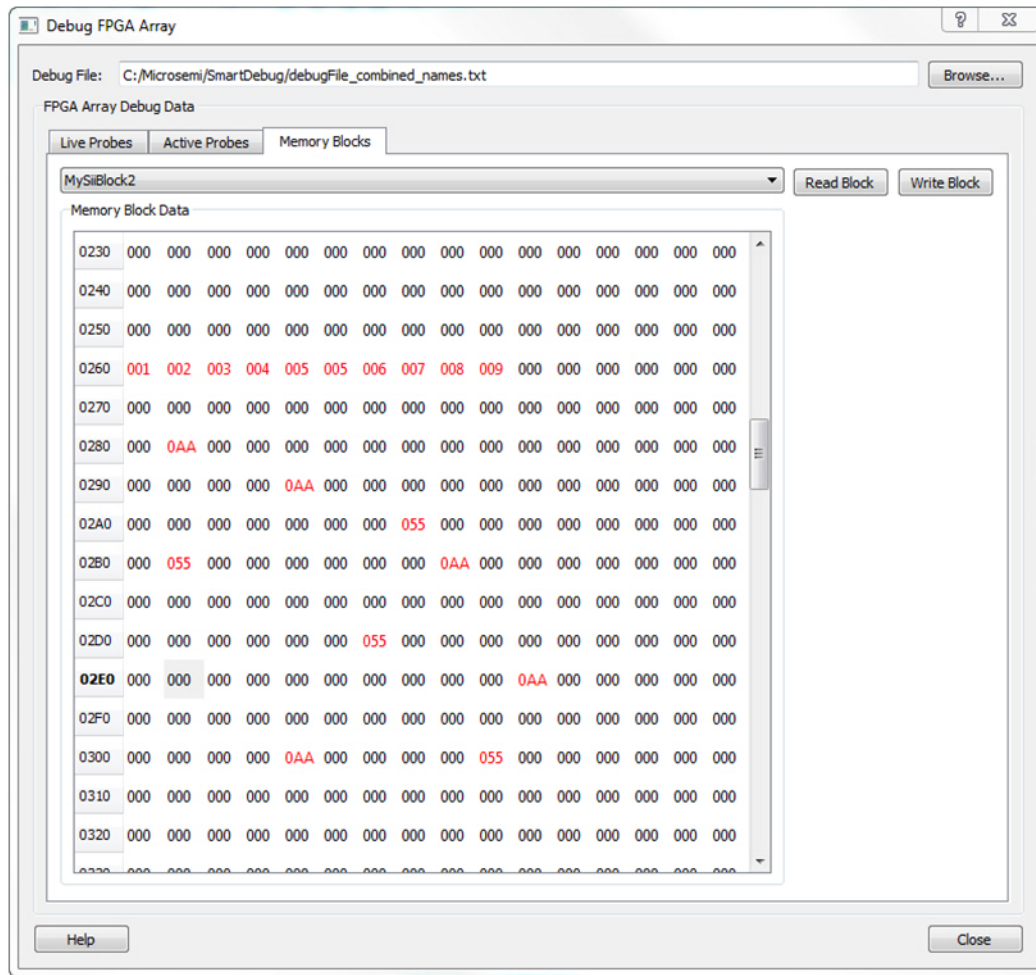 Debug FPGA Array
Debug File: C:/Microsemi/SmartDebug/debugFile_combined_names.txt Browse...
FPGA Array Debug Data
Live Probes Active Probes Memory Blocks
MySiiBlock2 Read Block Write Block
Memory Block Data
0230 000 000 000 000 000 000 000 000 000 000 000 000 000 000 000 000
0240 000 000 000 000 000 000 000 000 000 000 000 000 000 000 000 000
0250 000 000 000 000 000 000 000 000 000 000 000 000 000 000 000 000
0260 001 002 003 004 005 005 006 007 008 009 000 000 000 000 000 000
0270 000 000 000 000 000 000 000 000 000 000 000 000 000 000 000 000
0280 000 0AA 000 000 000 000 000 000 000 000 000 000 000 000 000 000
0290 000 000 000 000 0AA 000 000 000 000 000 000 000 000 000 000 000
02A0 000 000 000 000 000 000 000 055 000 000 000 000 000 000 000 000
02B0 000 055 000 000 000 000 000 000 0AA 000 000 000 000 000 000 000
02C0 000 000 000 000 000 000 000 000 000 000 000 000 000 000 000 000
02D0 000 000 000 000 000 000 055 000 000 000 000 000 000 000 000 000
02E0 000 000 000 000 000 000 000 000 000 000 0AA 000 000 000 000 000
02F0 000 000 000 000 000 000 000 000 000 000 000 000 000 000 000 000
0300 000 000 000 000 0AA 000 000 000 000 055 000 000 000 000 000 000
0310 000 000 000 000 000 000 000 000 000 000 000 000 000 000 000 000
0320 000 000 000 000 000 000 000 000 000 000 000 000 000 000 000 000
Help Close